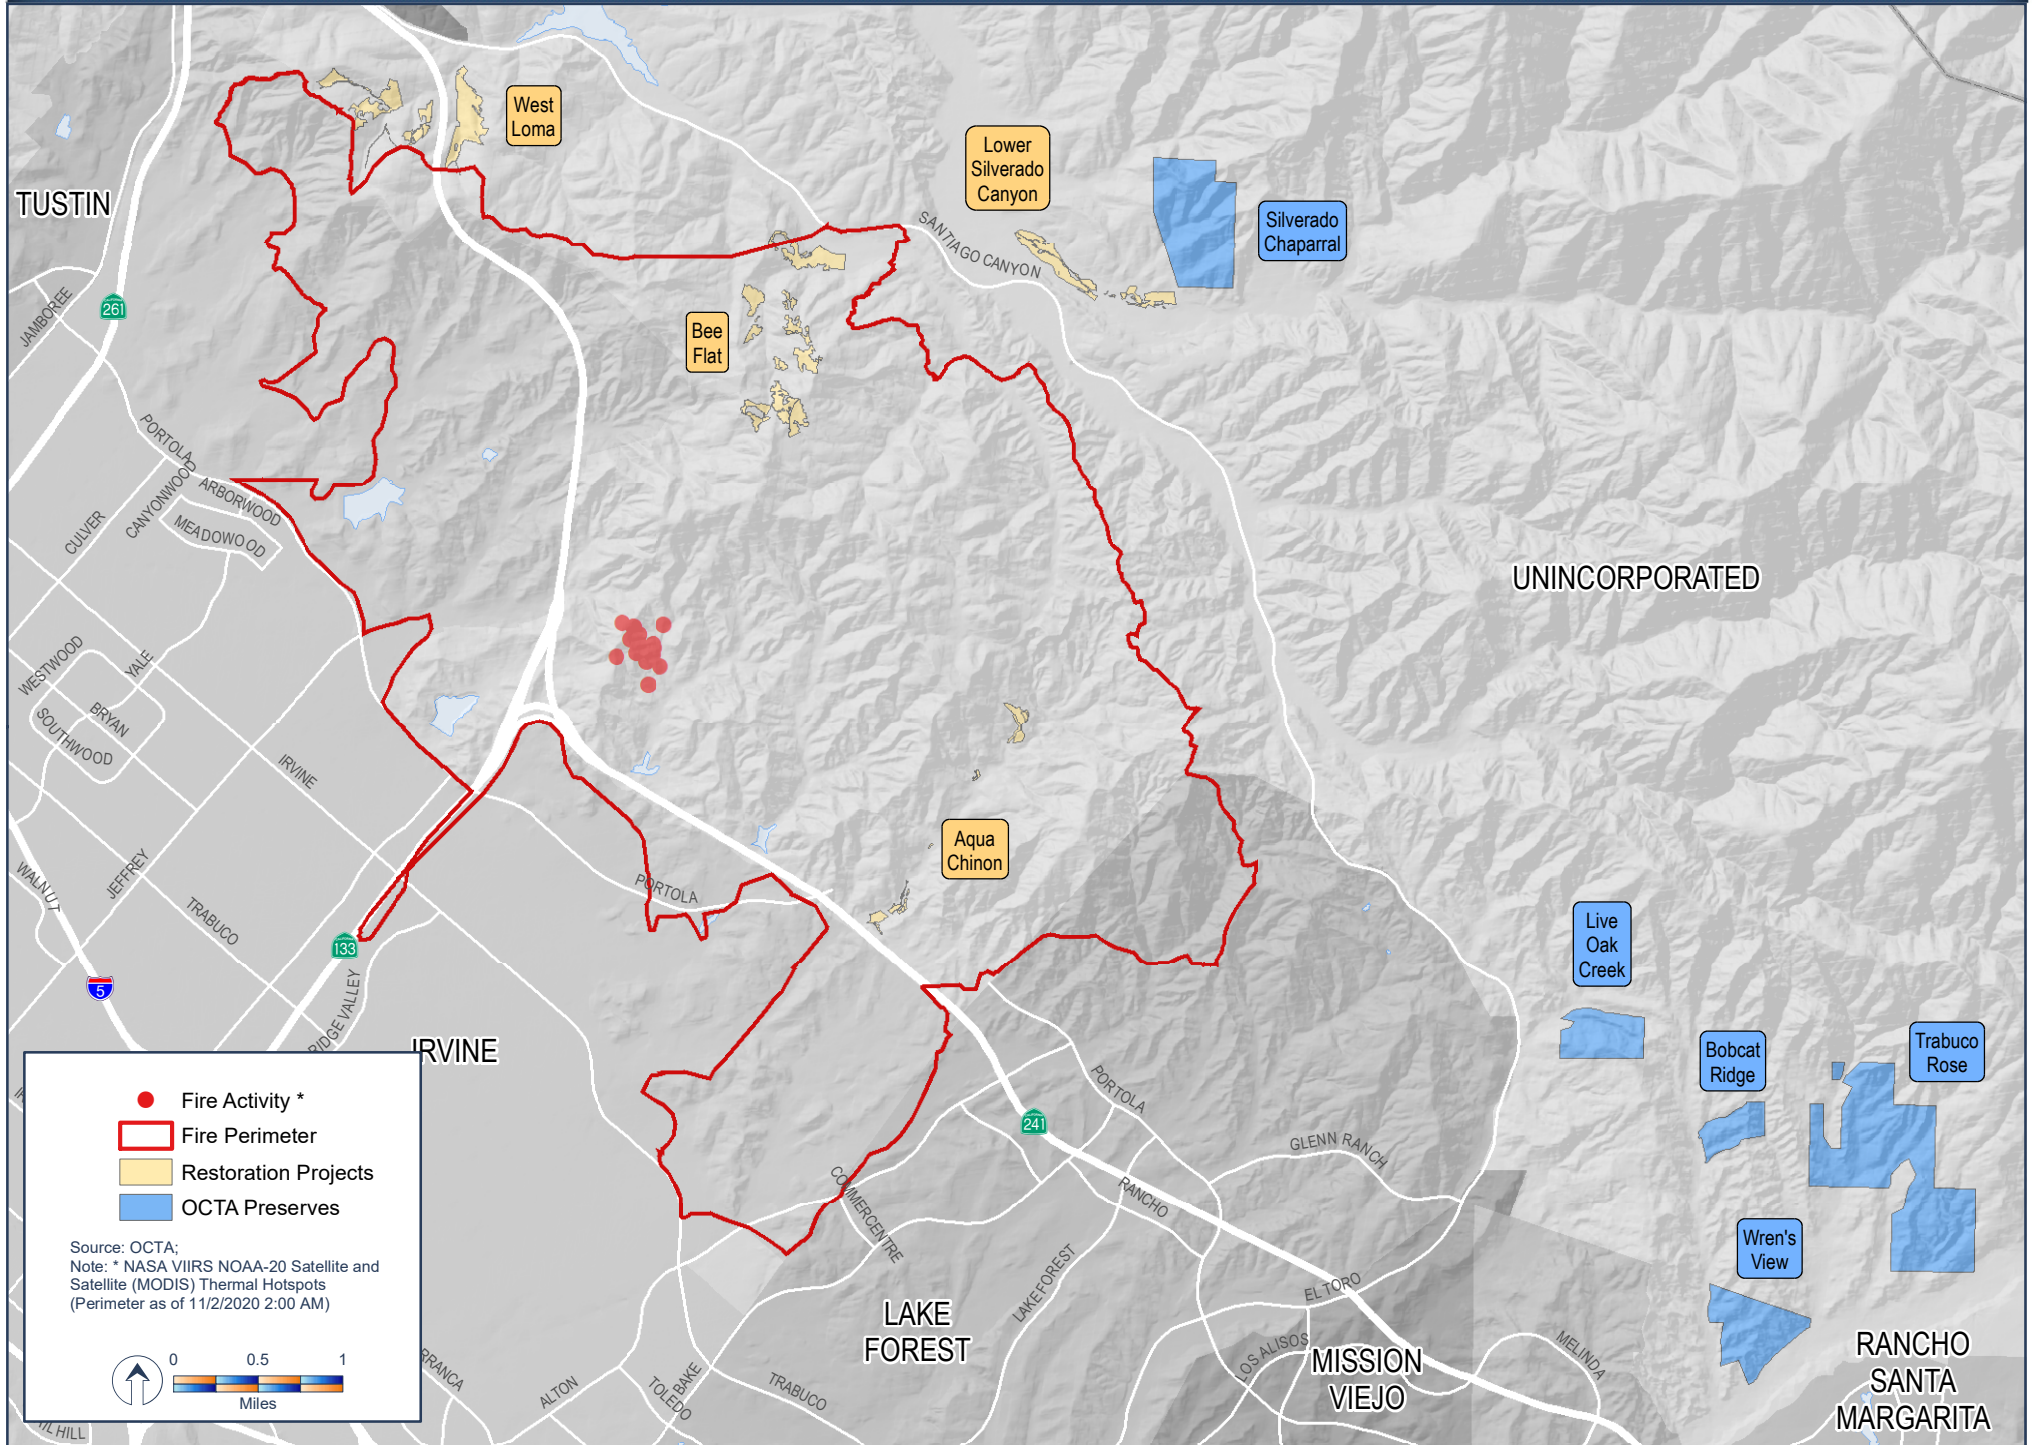 West
Loma
Lower
Silverado
Canyon
Silverado
Chaparral
TUSTIN
SANTIAGO CANYON
261
JAMBOREE
Bee
Flat
PORTOLA
CANYONWOOD
ARBORWOOD
MEADOWOOD
CULVER
UNINCORPORATED
WESTWOOD
YALE
BRYAN
SOUTHWOOD
IRVINE
Aqua
Chinon
JEFFREY
WALNUT
TRABUCO
PORTOLA
133
5
RIDGE VALLEY
IRVINE
Live
Oak
Creek
Bobcat
Ridge
Trabuco
Rose
PORTOLA
241
GLENN RANCH
RANCHO
COMMERCENTRE
Wren's
View
LAKE FOREST
EL TORO
LAKE
FOREST
LOS ALISOS
MISSION
VIEJO
MELINDA
RANCHO
SANTA
MARGARITA
ALTON
TOLEDO
BAKE
TRABUCO
Fire Activity *
Fire Perimeter
Restoration Projects
OCTA Preserves
Source: OCTA;
Note: * NASA VIIRS NOAA-20 Satellite and
Satellite (MODIS) Thermal Hotspots
(Perimeter as of 11/2/2020 2:00 AM)
0 0.5 1
Miles